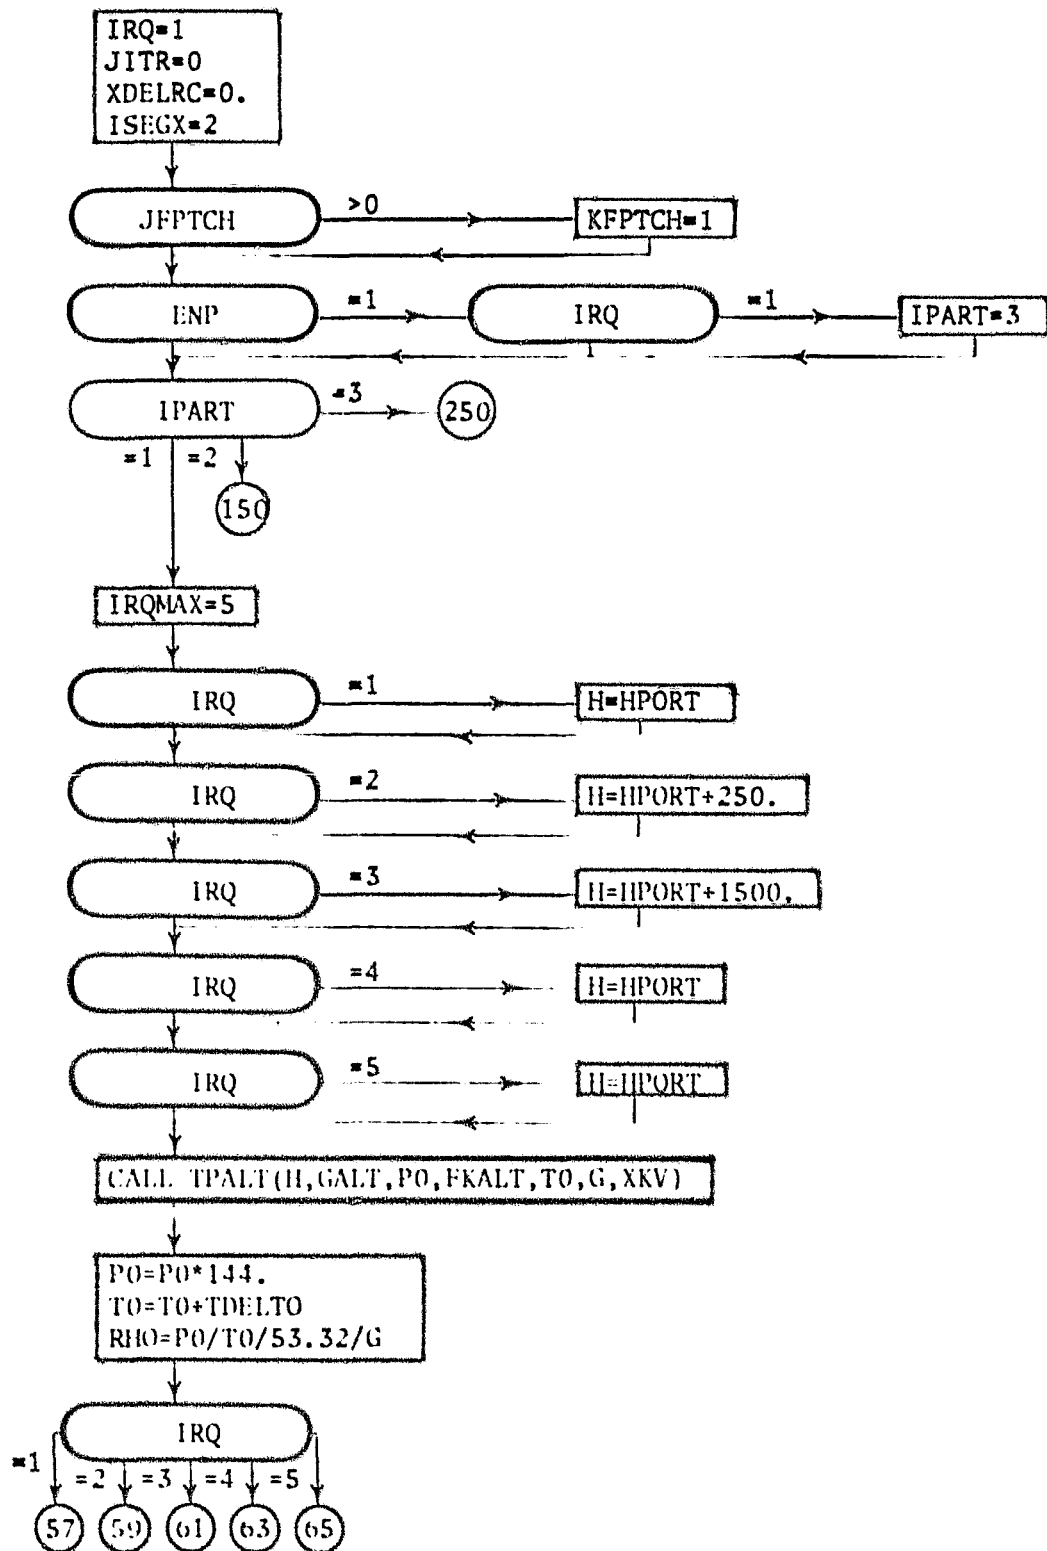 IRQ=1
JITR=0
XDELRC=0.
ISEGX=2
JFPTCH
>0
KFPTCH=1
ENP
=1
IRQ
=1
IPART=3
IPART
=3
250
=1
=2
150
IRQMAX=5
IRQ
=1
H=HPORT
IRQ
=2
H=HPORT+250.
IRQ
=3
H=HPORT+1500.
IRQ
=4
H=HPORT
IRQ
=5
H=HPORT
CALL TPALT(H,GALT,P0,FKALT,T0,G,XKV)
P0=P0*144.
T0=T0+TDELTO
RHO=P0/T0/53.32/G
IRQ
=1
=2
=3
=4
=5
57
59
61
63
65